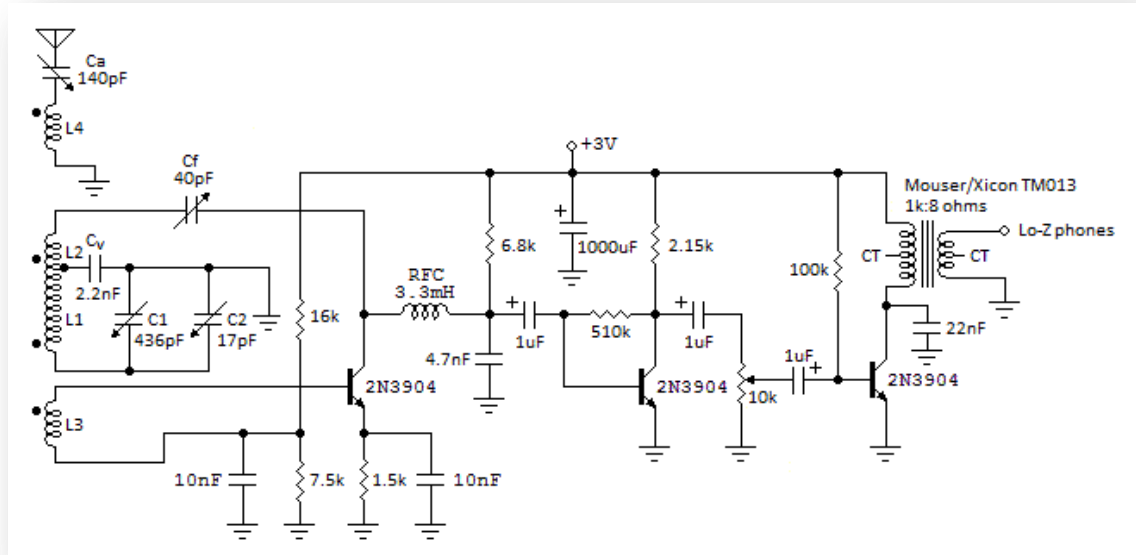 Ca
140pF
L4
Cf
40pF
+3V
Mouser/Xicon TM013
1k:8 ohms
Lo-Z phones
CT
CT
L2
Cv
2.2nF
L1
C1
436pF
C2
17pF
16k
RFC
3.3mH
6.8k
+
1000uF
2.15k
100k
+
1uF
510k
+
1uF
4.7nF
2N3904
2N3904
10k
1uF
+
2N3904
22nF
L3
10nF
7.5k
1.5k
10nF